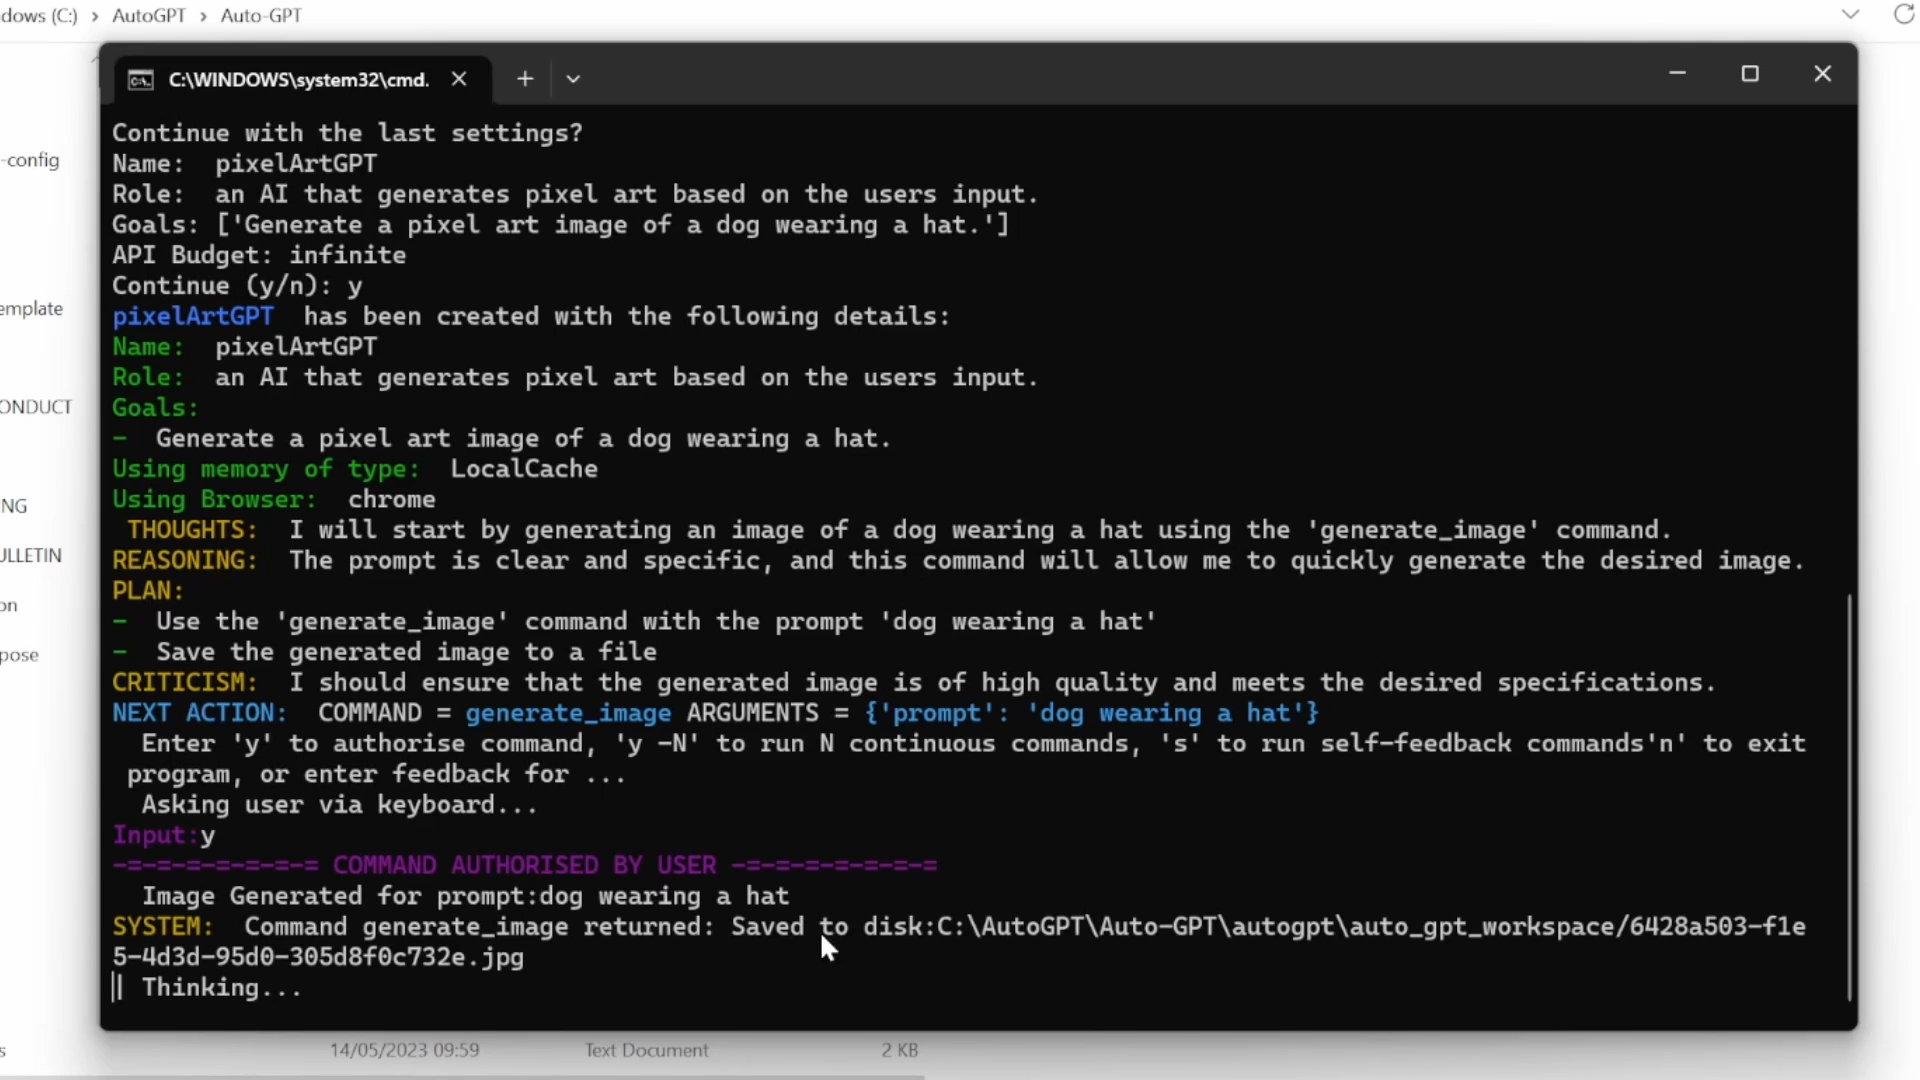 dows (C:) > AutoGPT > Auto-GPT
C:\WINDOWS\system32\cmd.
Continue with the last settings?
Name:  pixelArtGPT
Role:  an AI that generates pixel art based on the users input.
Goals: ['Generate a pixel art image of a dog wearing a hat.']
API Budget: infinite
Continue (y/n): y
pixelArtGPT  has been created with the following details:
Name:  pixelArtGPT
Role:  an AI that generates pixel art based on the users input.
Goals:
-  Generate a pixel art image of a dog wearing a hat.
Using memory of type:  LocalCache
Using Browser:  chrome
THOUGHTS:  I will start by generating an image of a dog wearing a hat using the 'generate_image' command.
REASONING:  The prompt is clear and specific, and this command will allow me to quickly generate the desired image.
PLAN:
-  Use the 'generate_image' command with the prompt 'dog wearing a hat'
-  Save the generated image to a file
CRITICISM:  I should ensure that the generated image is of high quality and meets the desired specifications.
NEXT ACTION:  COMMAND = generate_image ARGUMENTS = {'prompt': 'dog wearing a hat'}
Enter 'y' to authorise command, 'y -N' to run N continuous commands, 's' to run self-feedback commands'n' to exit
program, or enter feedback for ...
Asking user via keyboard...
Input:y
-=-=-=-=-=-=-= COMMAND AUTHORISED BY USER -=-=-=-=-=-=-=
Image Generated for prompt:dog wearing a hat
SYSTEM:  Command generate_image returned: Saved to disk:C:\AutoGPT\Auto-GPT\autogpt\auto_gpt_workspace/6428a503-f1e
5-4d3d-95d0-305d8f0c732e.jpg
| Thinking...
-config
emplate
ONDUCT
NG
ULLETIN
on
pose
s 14/05/2023 09:59 Text Document 2 KB